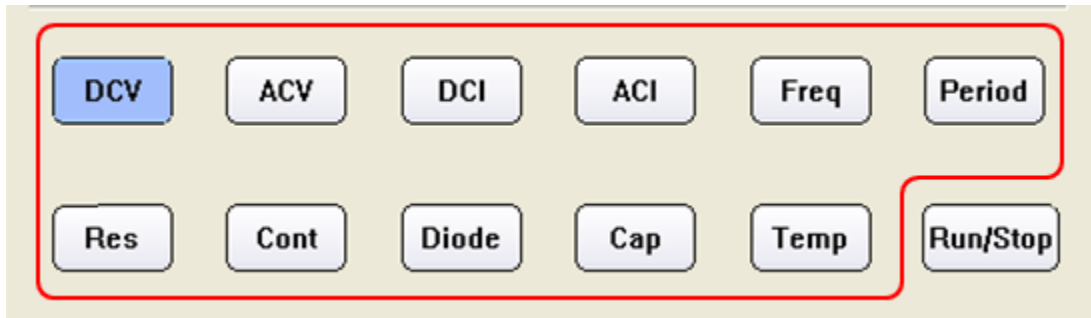 DCV ACV DCI ACI Freq Period
Res Cont Diode Cap Temp Run/Stop